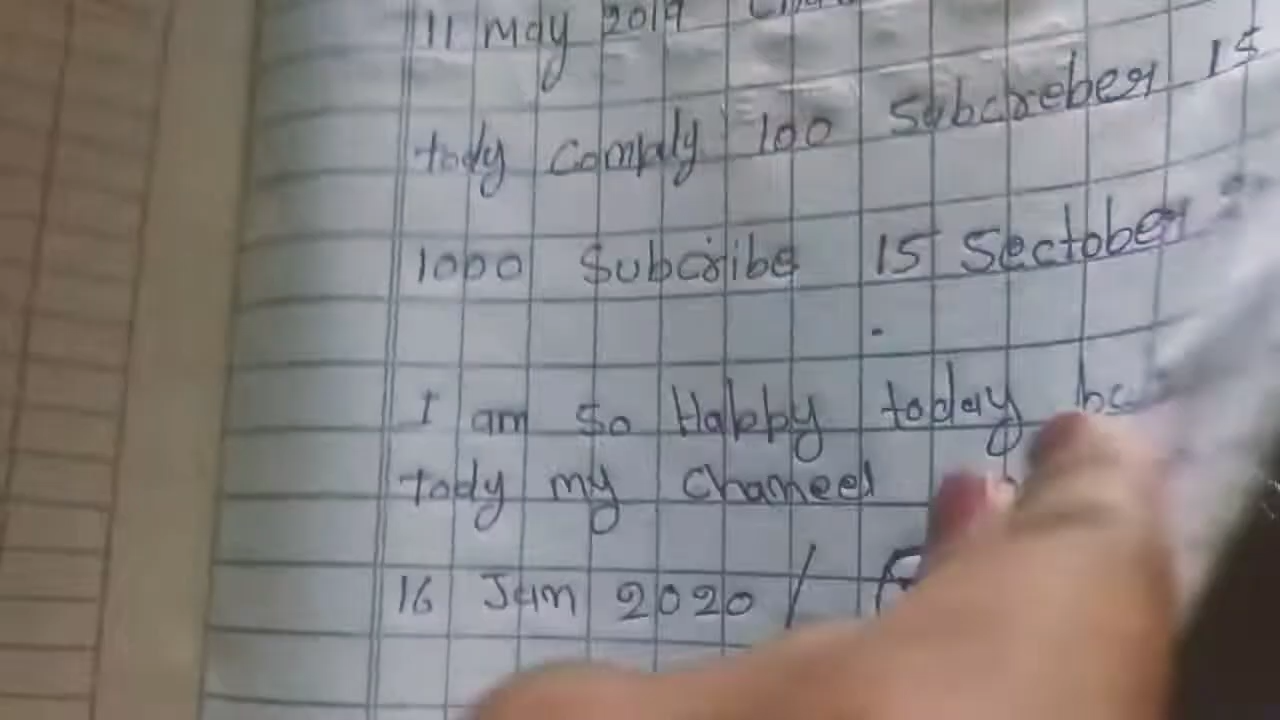 11 May 2019
tody comply 100 Subcreber 15
1000 Subcribe 15 Sectober
I am so Happy today
tody my Chaneel
16 Jan 2020 /